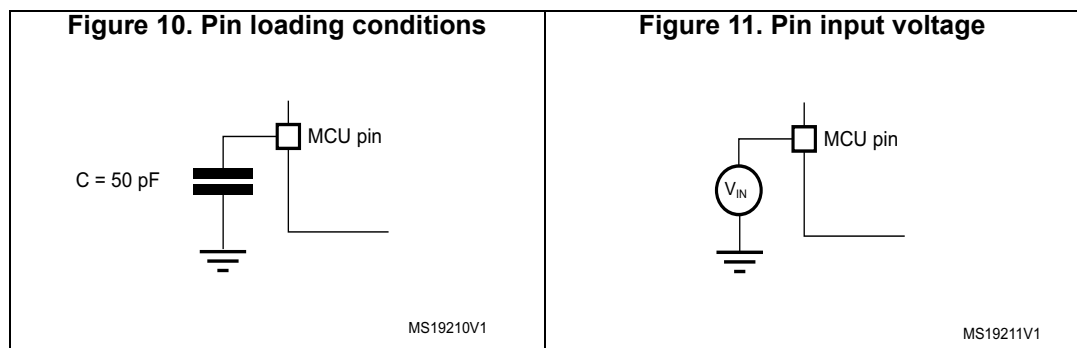 Figure 10. Pin loading conditions
MCU pin
C = 50 pF
MS19210V1
Figure 11. Pin input voltage
MCU pin
VIN
MS19211V1